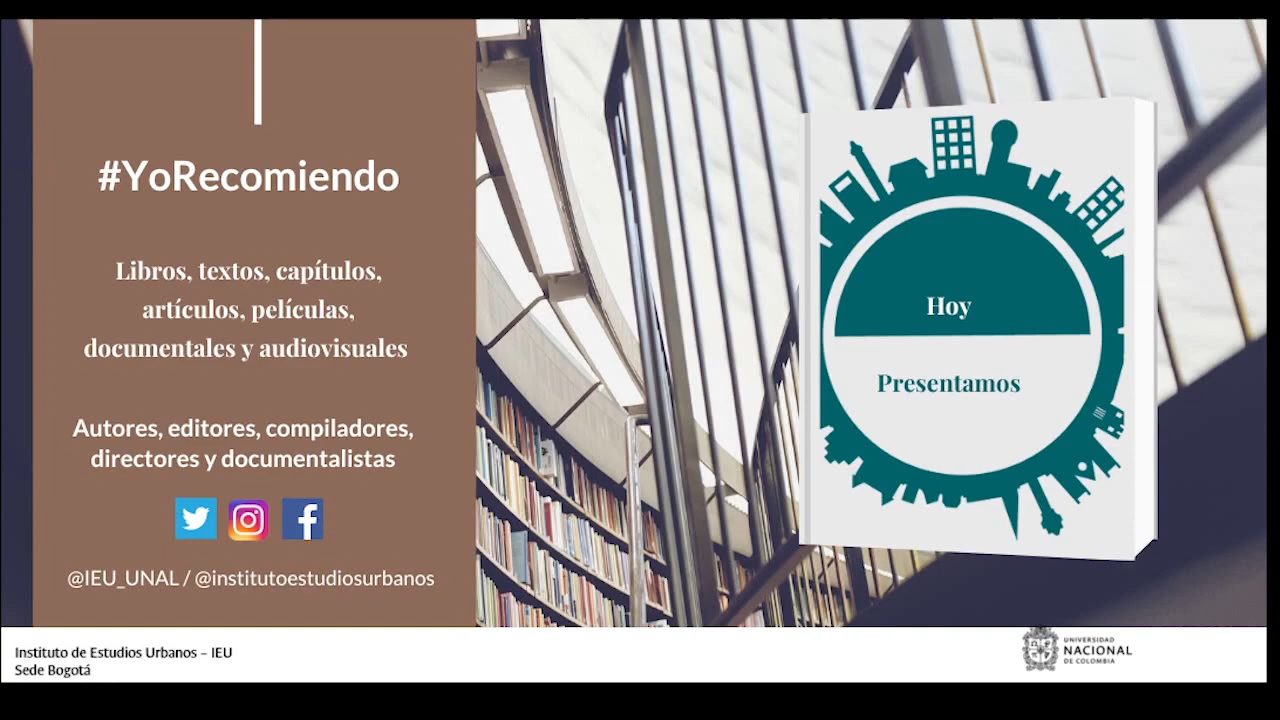 #YoRecomiendo
Libros, textos, capítulos,
artículos, películas,
documentales y audiovisuales
Autores, editores, compiladores,
directores y documentalistas
@IEU_UNAL / @institutoestudiosurbanos
Hoy
Presentamos
Instituto de Estudios Urbanos – IEU
Sede Bogotá
UNIVERSIDAD
NACIONAL
DE COLOMBIA